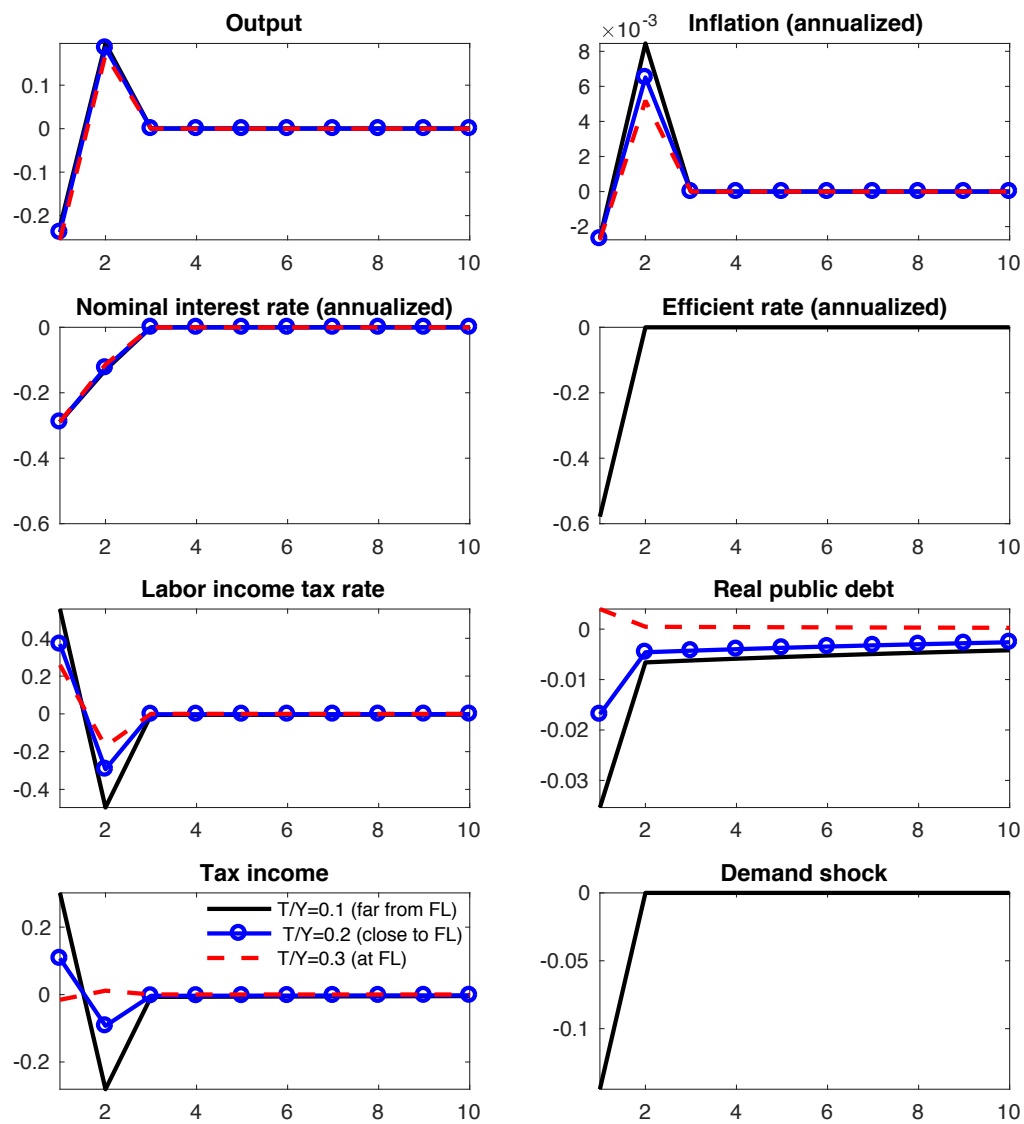 Output
0.1
0
-0.1
-0.2
2 4 6 8 10
Inflation (annualized)
×10-3
8
6
4
2
0
-2
2 4 6 8 10
Nominal interest rate (annualized)
0
-0.2
-0.4
-0.6
2 4 6 8 10
Efficient rate (annualized)
0
-0.2
-0.4
-0.6
2 4 6 8 10
Labor income tax rate
0.4
0.2
0
-0.2
-0.4
2 4 6 8 10
Real public debt
0
-0.01
-0.02
-0.03
2 4 6 8 10
Tax income
0.2
0
-0.2
T/Y=0.1 (far from FL)
T/Y=0.2 (close to FL)
T/Y=0.3 (at FL)
2 4 6 8 10
Demand shock
0
-0.05
-0.1
2 4 6 8 10